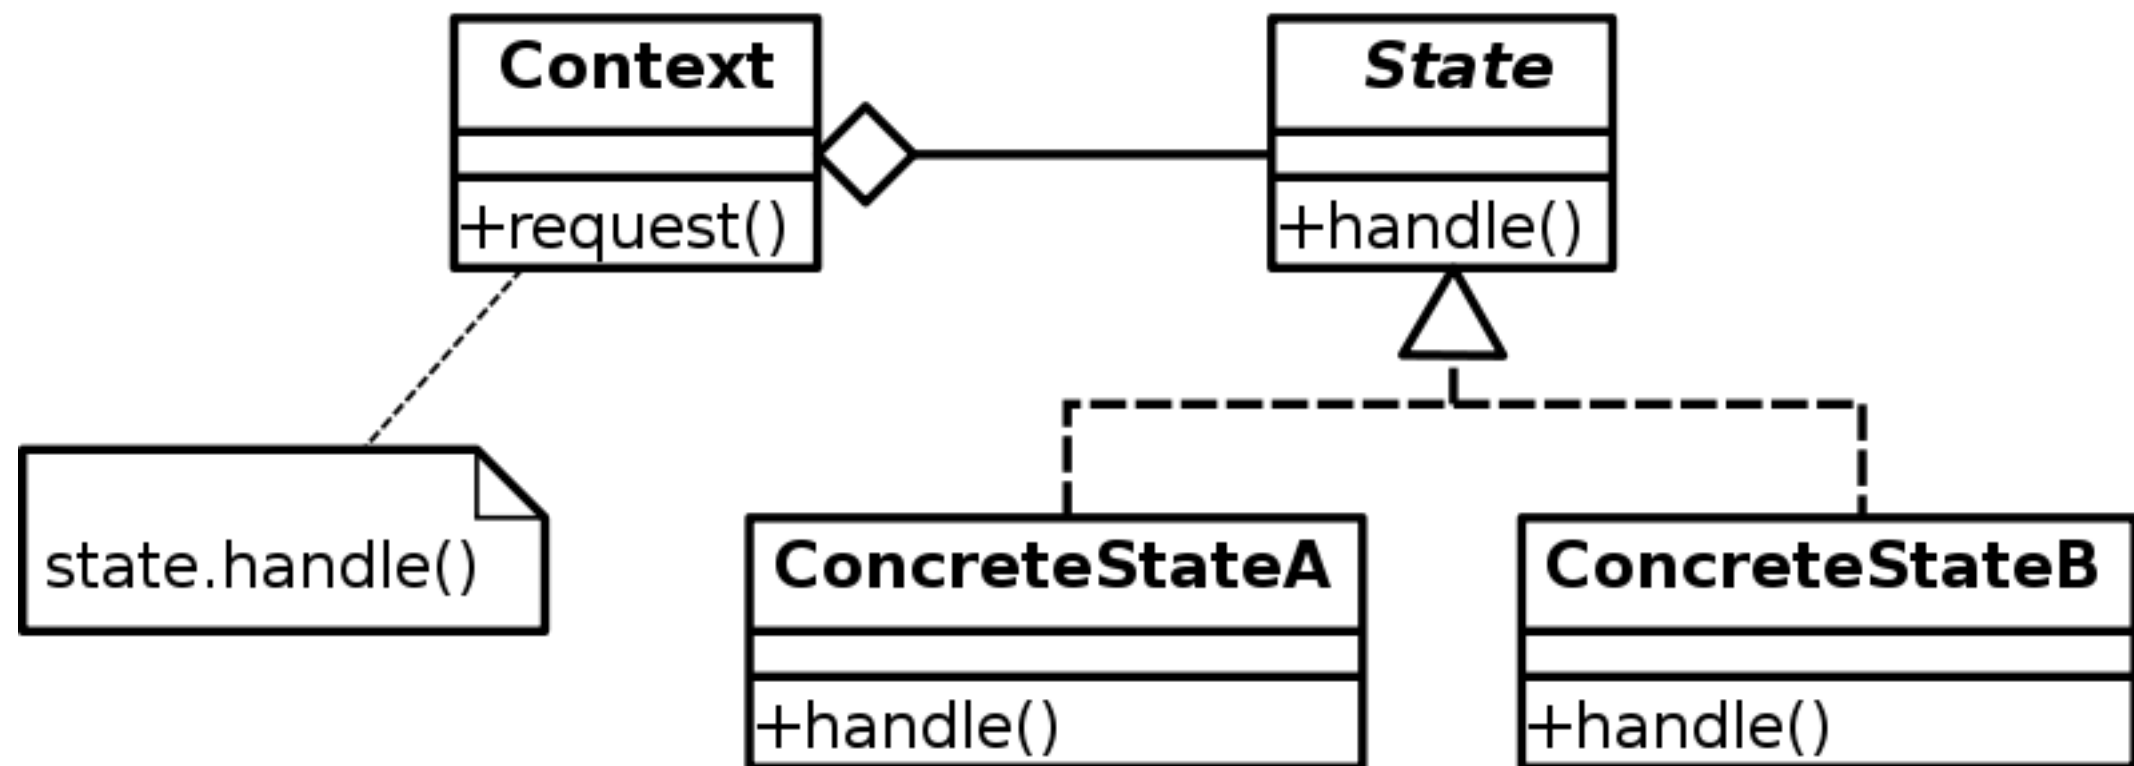 Context
State
+request()
+handle()
state.handle()
ConcreteStateA
ConcreteStateB
+handle()
+handle()